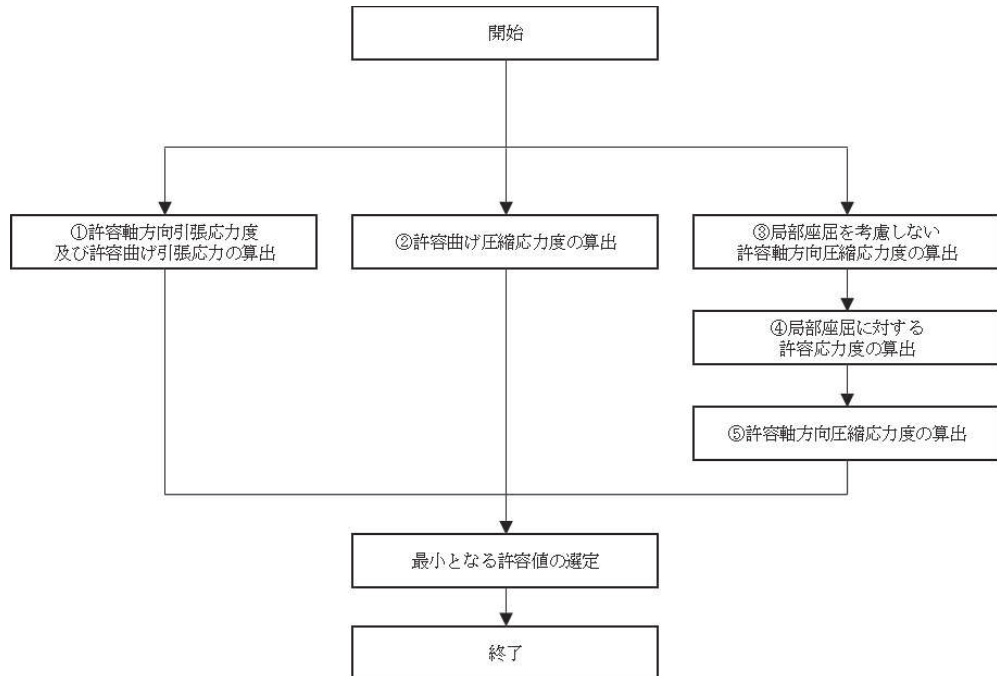 開始
①許容軸方向引張応力度
及び許容曲げ引張応力の算出
②許容曲げ圧縮応力度の算出
③局部座屈を考慮しない
許容軸方向圧縮応力度の算出
④局部座屈に対する
許容応力度の算出
⑤許容軸方向圧縮応力度の算出
最小となる許容値の選定
終了